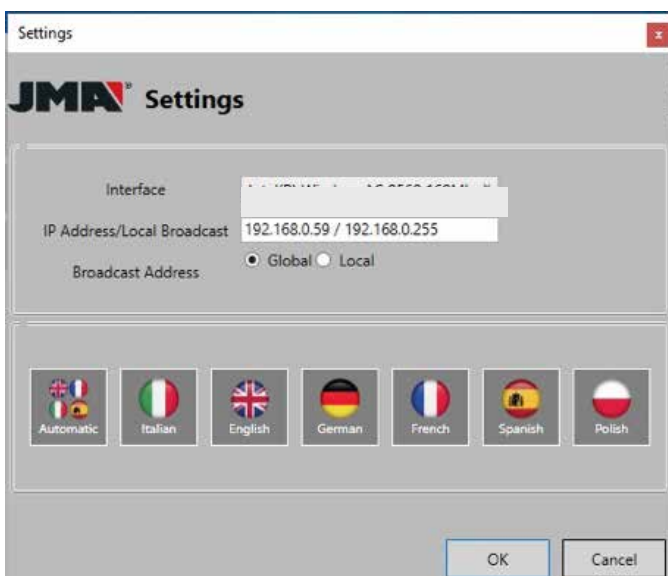 Settings
JMA® Settings
Interface
IP Address/Local Broadcast 192.168.0.59 / 192.168.0.255
Broadcast Address Global Local
Automatic Italian English German French Spanish Polish
OK Cancel